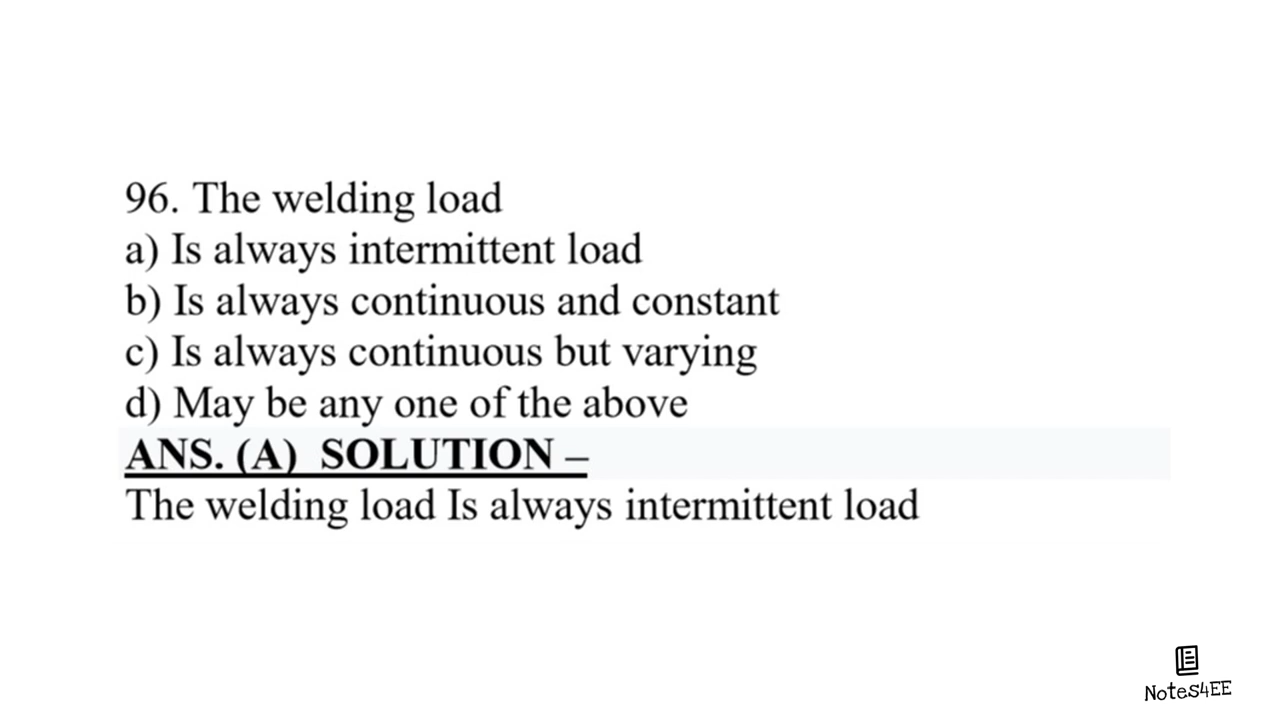 96. The welding load
a) Is always intermittent load
b) Is always continuous and constant
c) Is always continuous but varying
d) May be any one of the above
ANS. (A)  SOLUTION –
The welding load Is always intermittent load
Notes4EE